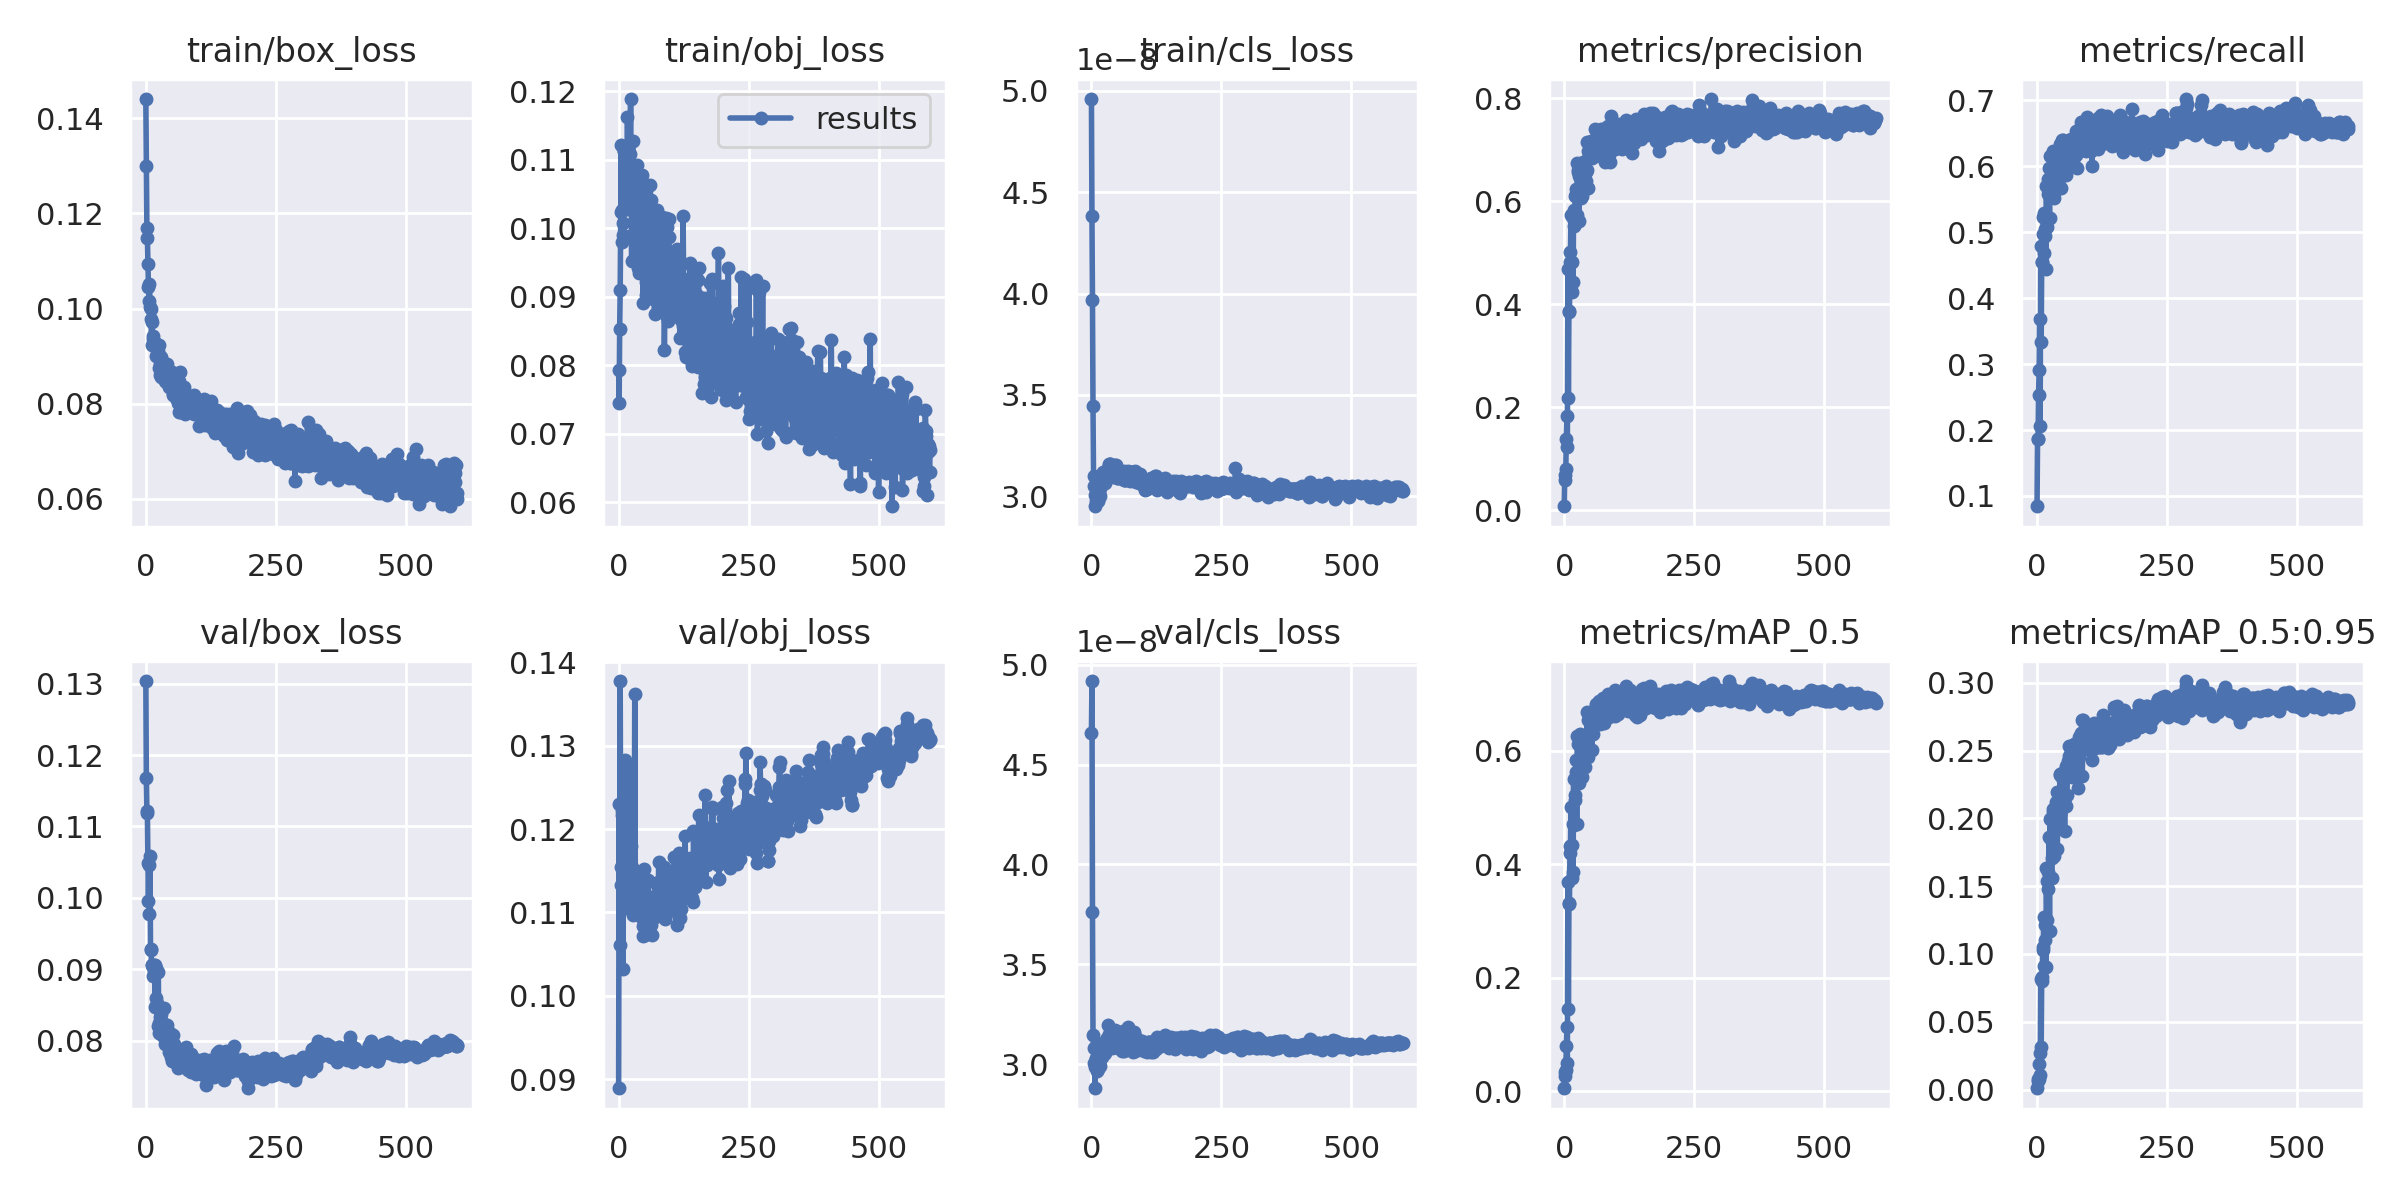 train/box_loss
0.14
0.12
0.10
0.08
0.06
0 250 500
train/obj_loss
results
0.12
0.11
0.10
0.09
0.08
0.07
0.06
0 250 500
train/cls_loss
1e−8
5.0
4.5
4.0
3.5
3.0
0 250 500
metrics/precision
0.8
0.6
0.4
0.2
0.0
0 250 500
metrics/recall
0.7
0.6
0.5
0.4
0.3
0.2
0.1
0 250 500
val/box_loss
0.13
0.12
0.11
0.10
0.09
0.08
0 250 500
val/obj_loss
0.14
0.13
0.12
0.11
0.10
0.09
0 250 500
val/cls_loss
1e−8
5.0
4.5
4.0
3.5
3.0
0 250 500
metrics/mAP_0.5
0.6
0.4
0.2
0.0
0 250 500
metrics/mAP_0.5:0.95
0.30
0.25
0.20
0.15
0.10
0.05
0.00
0 250 500